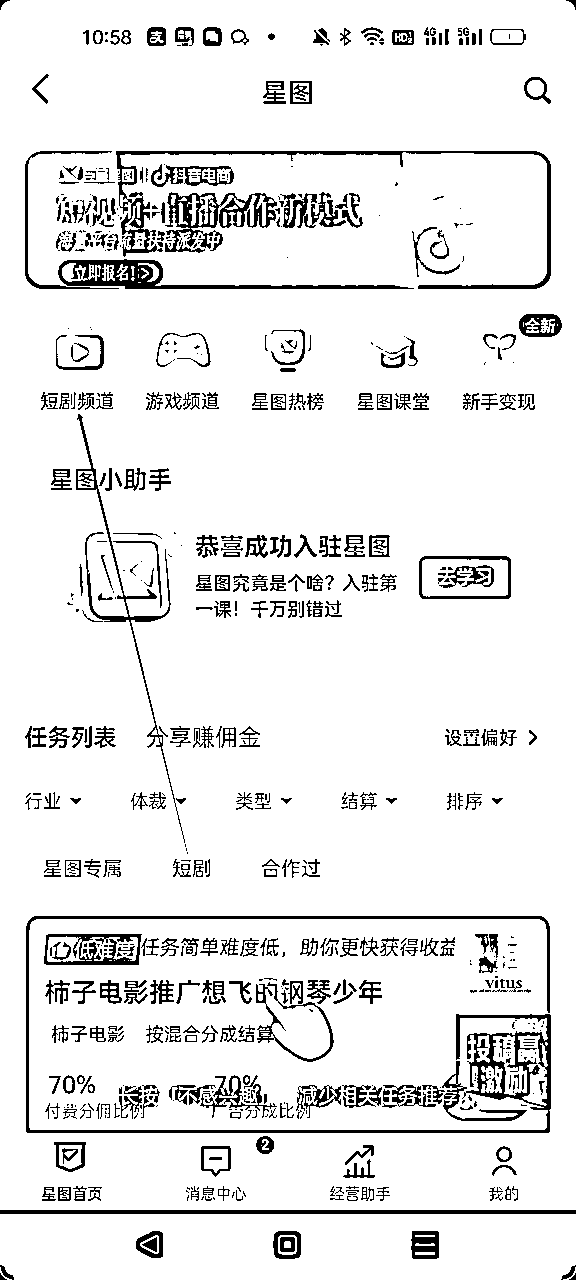 10:58
星图
巨量星图 抖音电商
短视频+直播合作新模式
海量平台流量扶持派发中
立即报名!
全新
短剧频道 游戏频道 星图热榜 星图课堂 新手变现
星图小助手
恭喜成功入驻星图
星图究竟是个啥？入驻第
一课！千万别错过
去学习
任务列表 分享赚佣金 设置偏好
行业 体裁 类型 结算 排序
星图专属 短剧 合作过
低难度 任务简单难度低，助你更快获得收益
柿子电影推广想飞的钢琴少年
vitus
柿子电影 按混合分成结算
投稿赢
激励
70% 70%
长按「不感兴趣」 减少相关任务推荐
付费分佣比例 广告分成比例
2
星图首页 消息中心 经营助手 我的